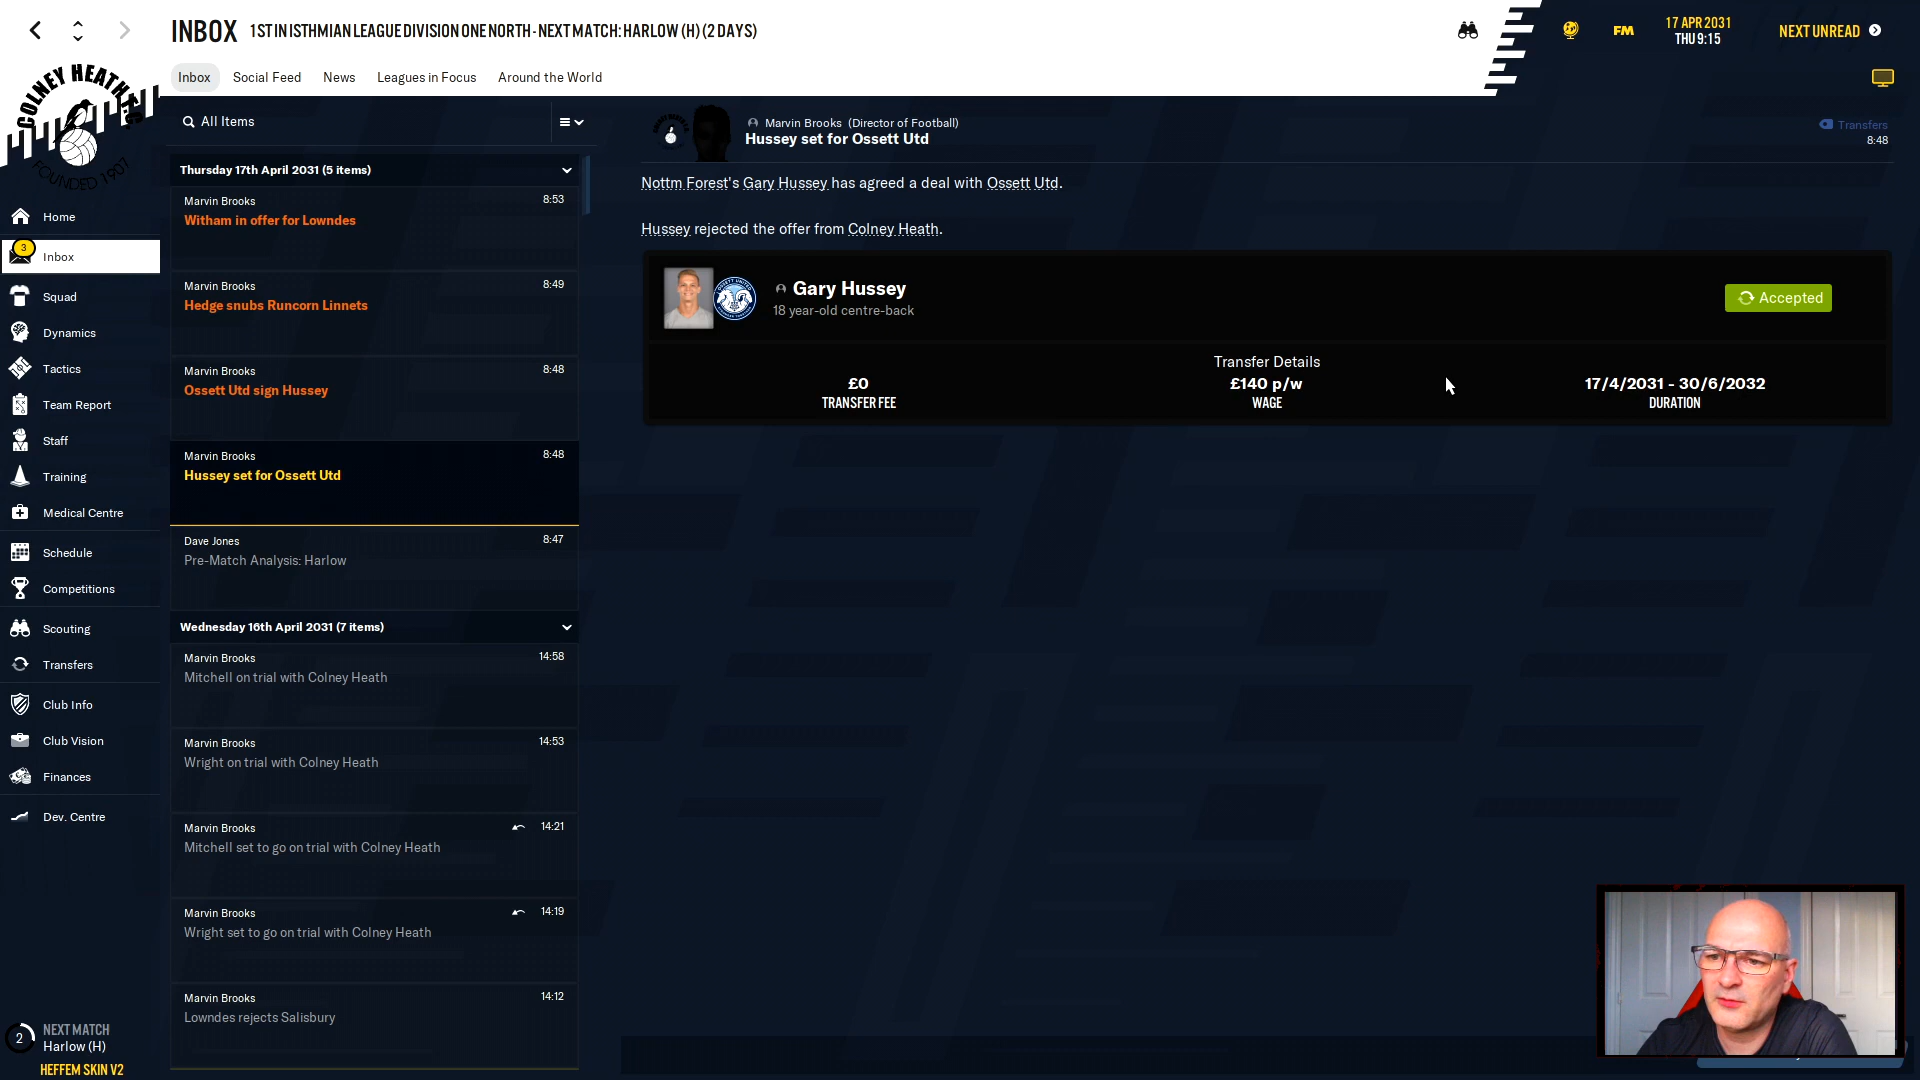 INBOX
1ST IN ISTHMIAN LEAGUE DIVISION ONE NORTH - NEXT MATCH: HARLOW (H) (2 DAYS)
FM
17 APR 2031
THU 9:15
NEXT UNREAD
Inbox
Social Feed
News
Leagues in Focus
Around the World
COLNEY HEATH
FOUNDED 1907
Home
3
Inbox
Squad
Dynamics
Tactics
Team Report
Staff
Training
Medical Centre
Schedule
Competitions
Scouting
Transfers
Club Info
Club Vision
Finances
Dev. Centre
2
NEXT MATCH
Harlow (H)
HEFFEM SKIN V2
All Items
Thursday 17th April 2031 (5 items)
Marvin Brooks 8:53
Witham in offer for Lowndes
Marvin Brooks 8:49
Hedge snubs Runcorn Linnets
Marvin Brooks 8:48
Ossett Utd sign Hussey
Marvin Brooks 8:48
Hussey set for Ossett Utd
Dave Jones 8:47
Pre-Match Analysis: Harlow
Wednesday 16th April 2031 (7 items)
Marvin Brooks 14:58
Mitchell on trial with Colney Heath
Marvin Brooks 14:53
Wright on trial with Colney Heath
Marvin Brooks 14:21
Mitchell set to go on trial with Colney Heath
Marvin Brooks 14:19
Wright set to go on trial with Colney Heath
Marvin Brooks 14:12
Lowndes rejects Salisbury
Marvin Brooks (Director of Football)
Hussey set for Ossett Utd
Transfers
8:48
Nottm Forest's Gary Hussey has agreed a deal with Ossett Utd.
Hussey rejected the offer from Colney Heath.
Gary Hussey
18 year-old centre-back
Accepted
Transfer Details
£0
TRANSFER FEE
£140 p/w
WAGE
17/4/2031 - 30/6/2032
DURATION